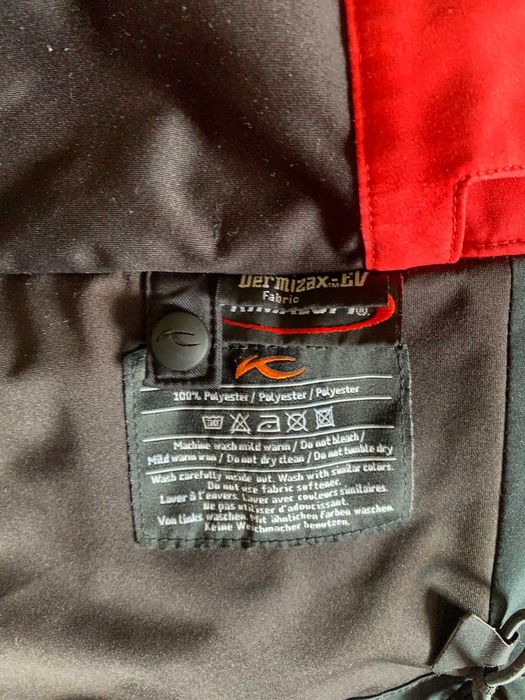 Dermizax™-EV
Fabric
100% Polyester / Polyester / Polyester
30
Machine wash mild warm / Do not bleach /
Mild warm iron / Do not dry clean / Do not tumble dry
Wash carefully inside out. Wash with similar colors.
Do not use fabric softener.
Laver à l'envers. Laver avec couleurs similaires.
Ne pas utiliser d'adoucissant.
Von links waschen. Mit ähnlichen Farben waschen
Keine Weichmacher benutzen.